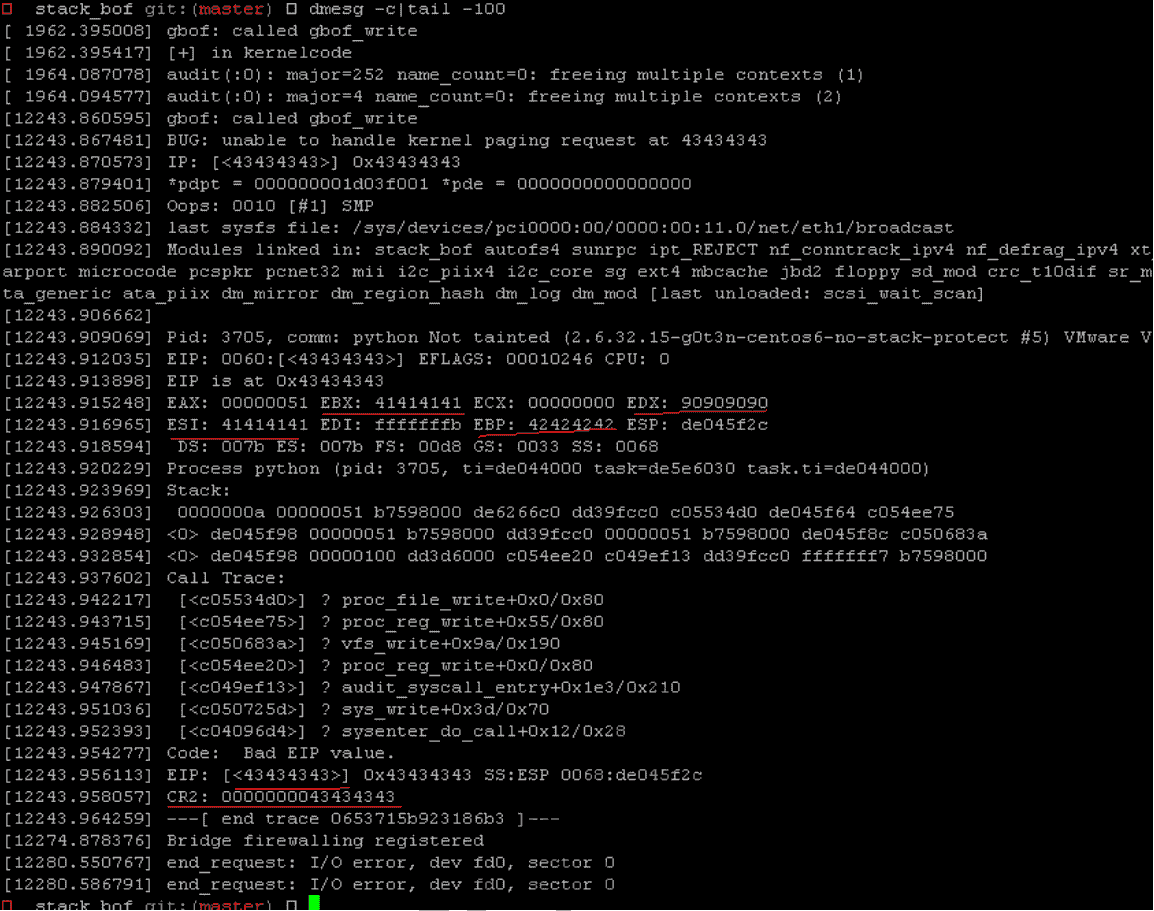 stack_bof git:(master) dmesg -c|tail -100
[ 1962.395008] gbof: called gbof_write
[ 1962.395417] [+] in kernelcode
[ 1964.087078] audit(:0): major=252 name_count=0: freeing multiple contexts (1)
[ 1964.094577] audit(:0): major=4 name_count=0: freeing multiple contexts (2)
[12243.860595] gbof: called gbof_write
[12243.867481] BUG: unable to handle kernel paging request at 43434343
[12243.870573] IP: [<43434343>] 0x43434343
[12243.879401] *pdpt = 000000001d03f001 *pde = 0000000000000000
[12243.882506] Oops: 0010 [#1] SMP
[12243.884332] last sysfs file: /sys/devices/pci0000:00/0000:00:11.0/net/eth1/broadcast
[12243.890092] Modules linked in: stack_bof autofs4 sunrpc ipt_REJECT nf_conntrack_ipv4 nf_defrag_ipv4 xt_
arport microcode pcspkr pcnet32 mii i2c_piix4 i2c_core sg ext4 mbcache jbd2 floppy sd_mod crc_t10dif sr_m
ta_generic ata_piix dm_mirror dm_region_hash dm_log dm_mod [last unloaded: scsi_wait_scan]
[12243.906662]
[12243.909069] Pid: 3705, comm: python Not tainted (2.6.32.15-g0t3n-centos6-no-stack-protect #5) VMware V
[12243.912035] EIP: 0060:[<43434343>] EFLAGS: 00010246 CPU: 0
[12243.913898] EIP is at 0x43434343
[12243.915248] EAX: 00000051 EBX: 41414141 ECX: 00000000 EDX: 90909090
[12243.916965] ESI: 41414141 EDI: fffffffb EBP: 42424242 ESP: de045f2c
[12243.918594]  DS: 007b ES: 007b FS: 00d8 GS: 0033 SS: 0068
[12243.920229] Process python (pid: 3705, ti=de044000 task=de5e6030 task.ti=de044000)
[12243.923969] Stack:
[12243.926303]  0000000a 00000051 b7598000 de6266c0 dd39fcc0 c05534d0 de045f64 c054ee75
[12243.928948] <0> de045f98 00000051 b7598000 dd39fcc0 00000051 b7598000 de045f8c c050683a
[12243.932854] <0> de045f98 00000100 dd3d6000 c054ee20 c049ef13 dd39fcc0 fffffff7 b7598000
[12243.937602] Call Trace:
[12243.942217]  [<c05534d0>] ? proc_file_write+0x0/0x80
[12243.943715]  [<c054ee75>] ? proc_reg_write+0x55/0x80
[12243.945169]  [<c050683a>] ? vfs_write+0x9a/0x190
[12243.946483]  [<c054ee20>] ? proc_reg_write+0x0/0x80
[12243.947867]  [<c049ef13>] ? audit_syscall_entry+0x1e3/0x210
[12243.951036]  [<c050725d>] ? sys_write+0x3d/0x70
[12243.952393]  [<c04096d4>] ? sysenter_do_call+0x12/0x28
[12243.954277] Code:  Bad EIP value.
[12243.956113] EIP: [<43434343>] 0x43434343 SS:ESP 0068:de045f2c
[12243.958057] CR2: 0000000043434343
[12243.964259] ---[ end trace 0653715b923186b3 ]---
[12274.878376] Bridge firewalling registered
[12280.550767] end_request: I/O error, dev fd0, sector 0
[12280.586791] end_request: I/O error, dev fd0, sector 0
stack_bof git:(master)